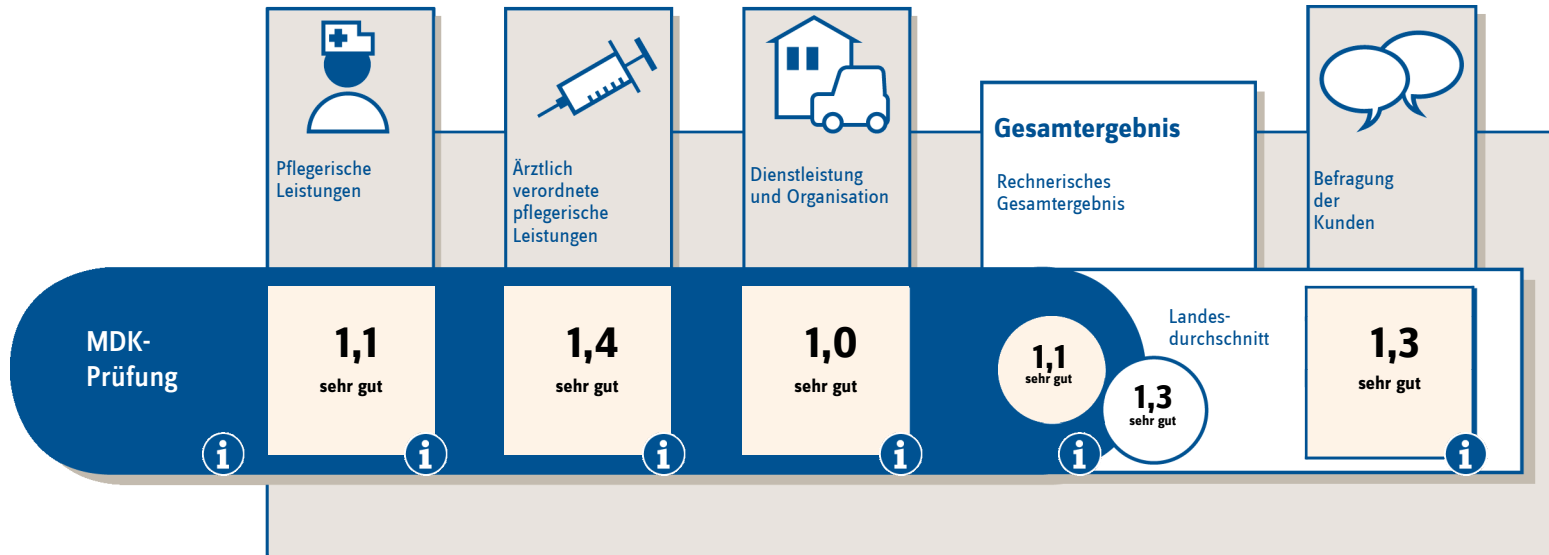 Pflegerische
Leistungen
Ärztlich
verordnete
pflegerische
Leistungen
Dienstleistung
und Organisation
Gesamtergebnis
Rechnerisches
Gesamtergebnis
Befragung
der
Kunden
MDK-
Prüfung
1,1
sehr gut
1,4
sehr gut
1,0
sehr gut
1,1
sehr gut
Landes-
durchschnitt
1,3
sehr gut
1,3
sehr gut
i
i
i
i
i
i